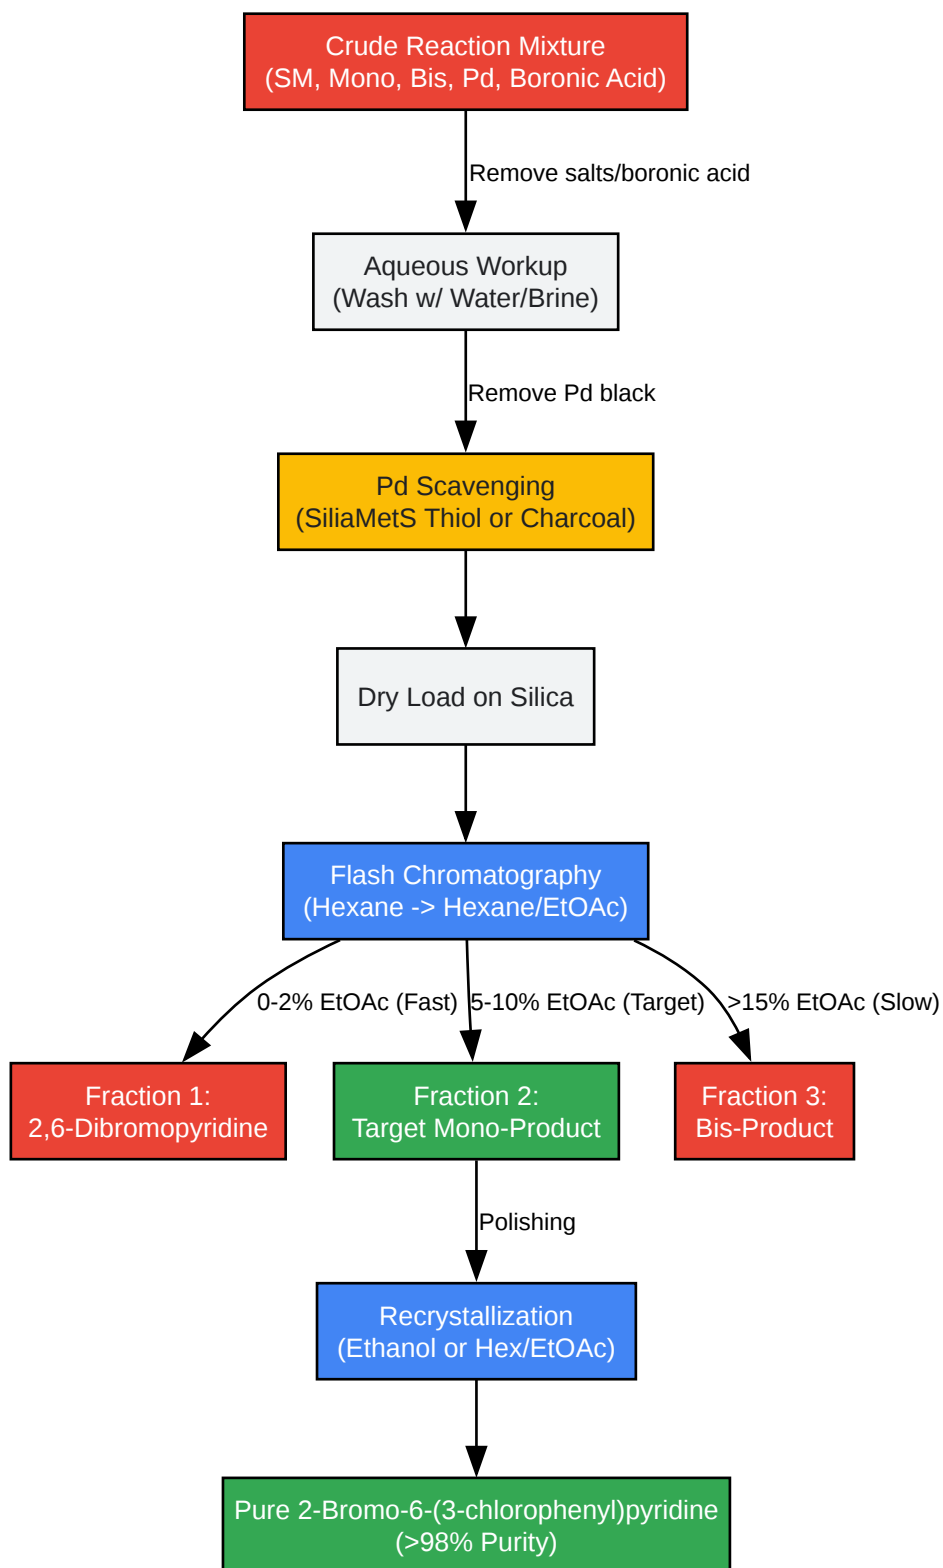 Crude Reaction Mixture
(SM, Mono, Bis, Pd, Boronic Acid)
Remove salts/boronic acid
Aqueous Workup
(Wash w/ Water/Brine)
Remove Pd black
Pd Scavenging
(SiliaMetS Thiol or Charcoal)
Dry Load on Silica
Flash Chromatography
(Hexane -> Hexane/EtOAc)
0-2% EtOAc (Fast)
5-10% EtOAc (Target)
>15% EtOAc (Slow)
Fraction 1:
2,6-Dibromopyridine
Fraction 2:
Target Mono-Product
Fraction 3:
Bis-Product
Polishing
Recrystallization
(Ethanol or Hex/EtOAc)
Pure 2-Bromo-6-(3-chlorophenyl)pyridine
(>98% Purity)